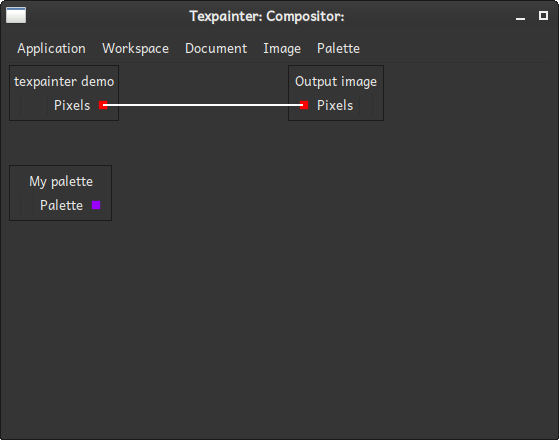 Texpainter: Compositor:
Application Workspace Document Image Palette
texpainter demo
Pixels
Output image
Pixels
My palette
Palette